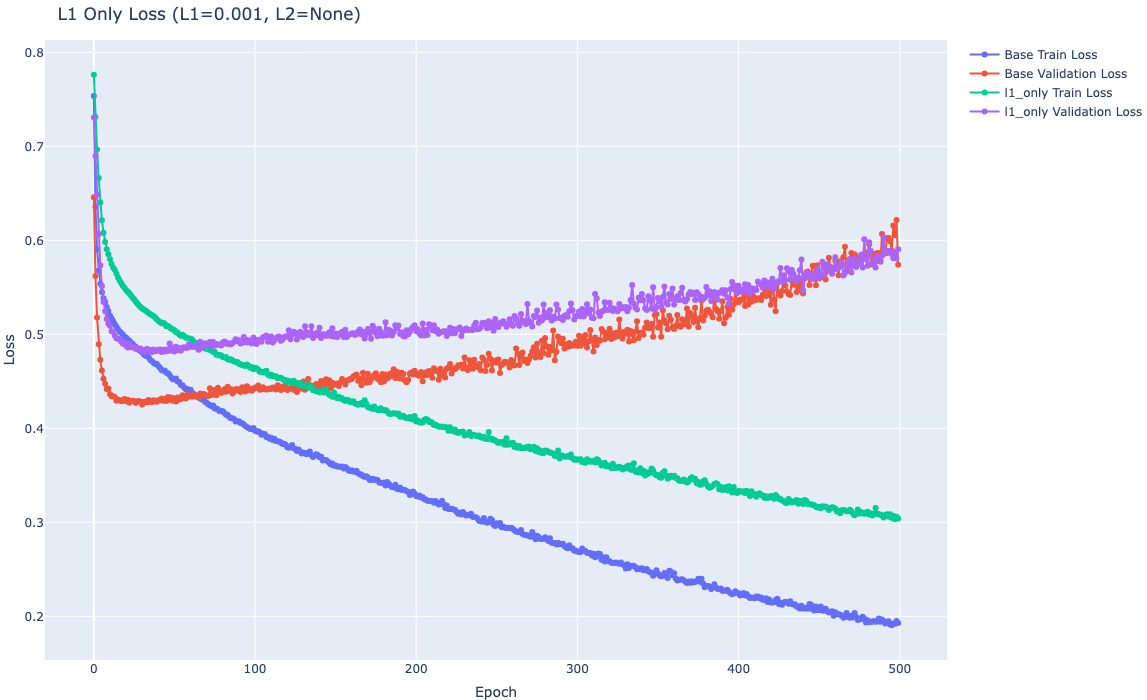 L1 Only Loss (L1=0.001, L2=None)
Base Train Loss
Base Validation Loss
l1_only Train Loss
l1_only Validation Loss
0.8
0.7
0.6
0.5
0.4
0.3
0.2
Loss
0 100 200 300 400 500
Epoch